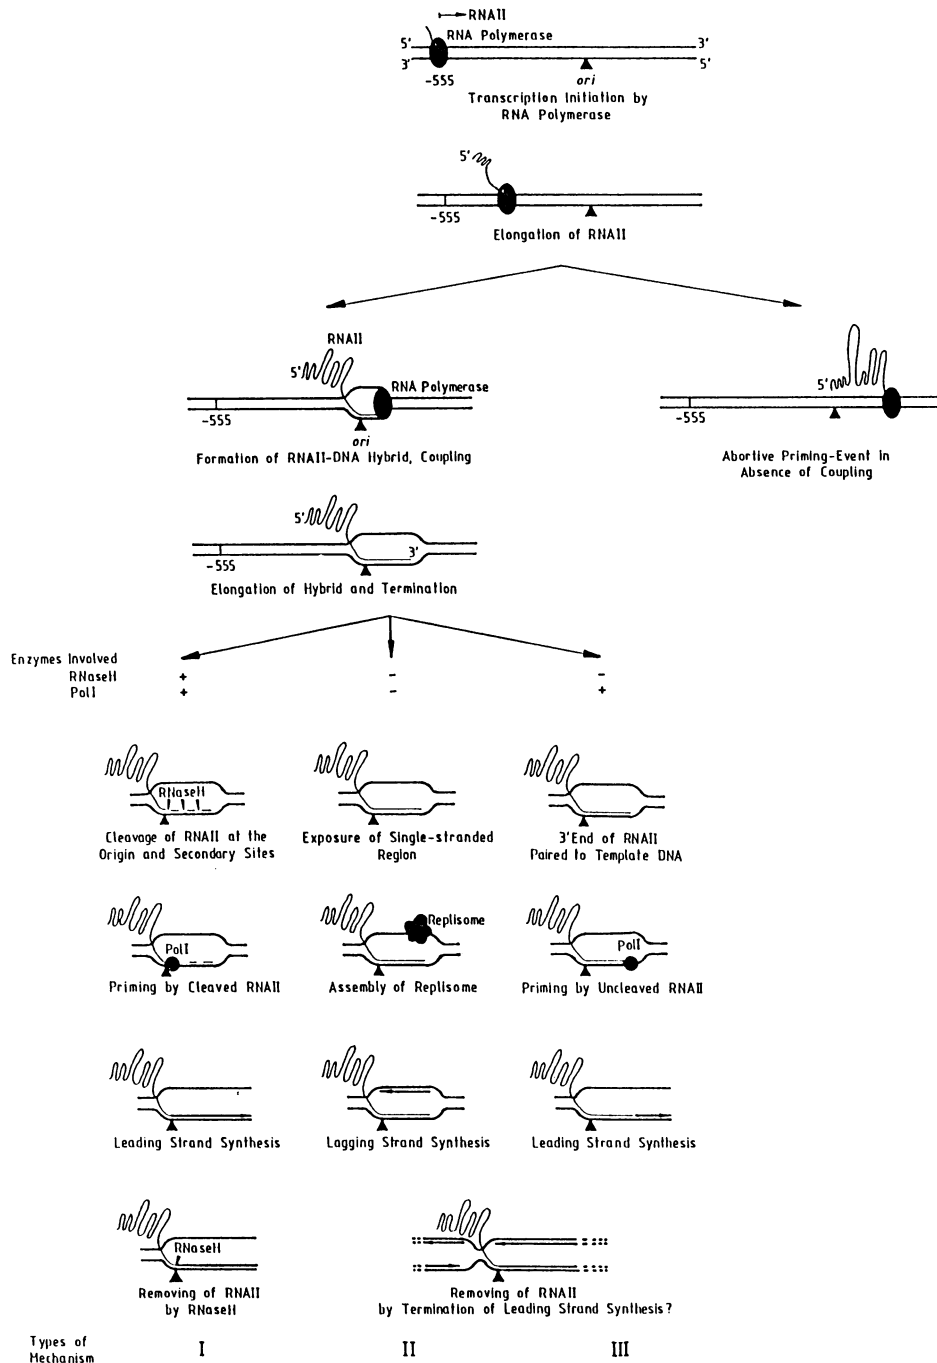 RNAII
RNA Polymerase
5' 3'
3' 5'
-555 ori
Transcription Initiation by
RNA Polymerase
5'
-555
Elongation of RNAII
RNAII
5'
RNA Polymerase
-555
ori
Formation of RNAII-DNA Hybrid, Coupling
5'
-555
Abortive Priming-Event in
Absence of Coupling
5'
3'
-555
Elongation of Hybrid and Termination
Enzymes Involved
RNaseH + - -
PolI + - +
RNaseH
Cleavage of RNAII at the
Origin and Secondary Sites
Exposure of Single-stranded
Region
3'End of RNAII
Paired to Template DNA
PolI
Priming by Cleaved RNAII
Replisome
Assembly of Replisome
PolI
Priming by Uncleaved RNAII
Leading Strand Synthesis
Lagging Strand Synthesis
Leading Strand Synthesis
RNaseH
Removing of RNAII
by RNaseH
Removing of RNAII
by Termination of Leading Strand Synthesis?
Types of
Mechanism
I II III